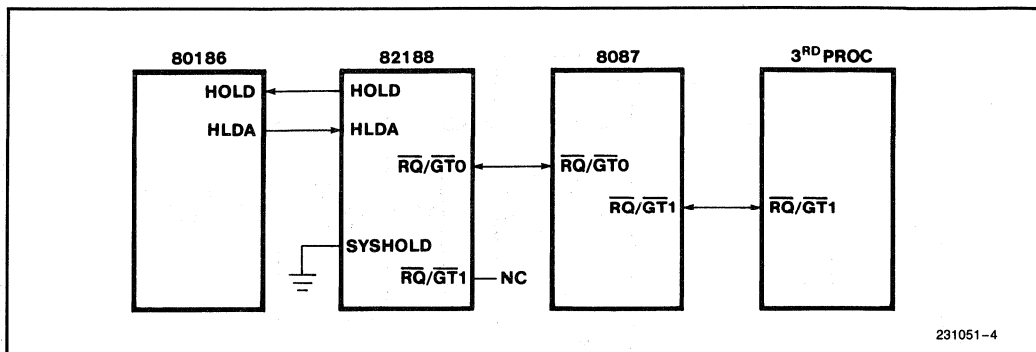 80186 82188 8087 3RD PROC
HOLD HOLD
HLDA HLDA
RQ/GT0 RQ/GT0
RQ/GT1 RQ/GT1
SYSHOLD
RQ/GT1 NC
231051-4